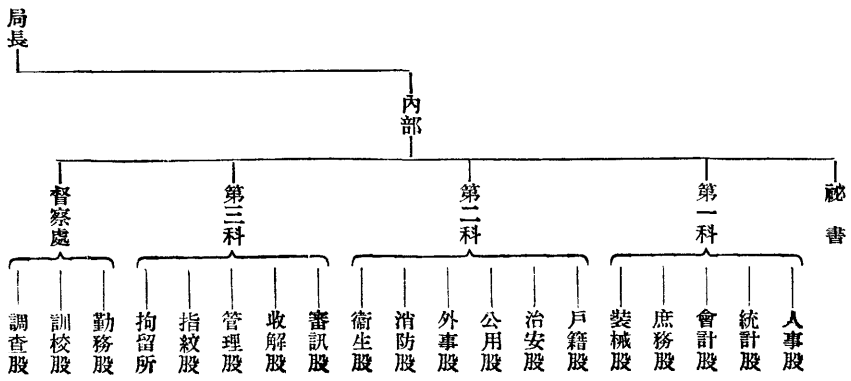 局長
內部
祕書
第一科
第二科
第三科
督察處
人事股
統計股
會計股
庶務股
裝械股
戶籍股
治安股
公用股
外事股
消防股
衞生股
審訊股
收解股
管理股
指紋股
拘留所
勤務股
訓校股
調查股